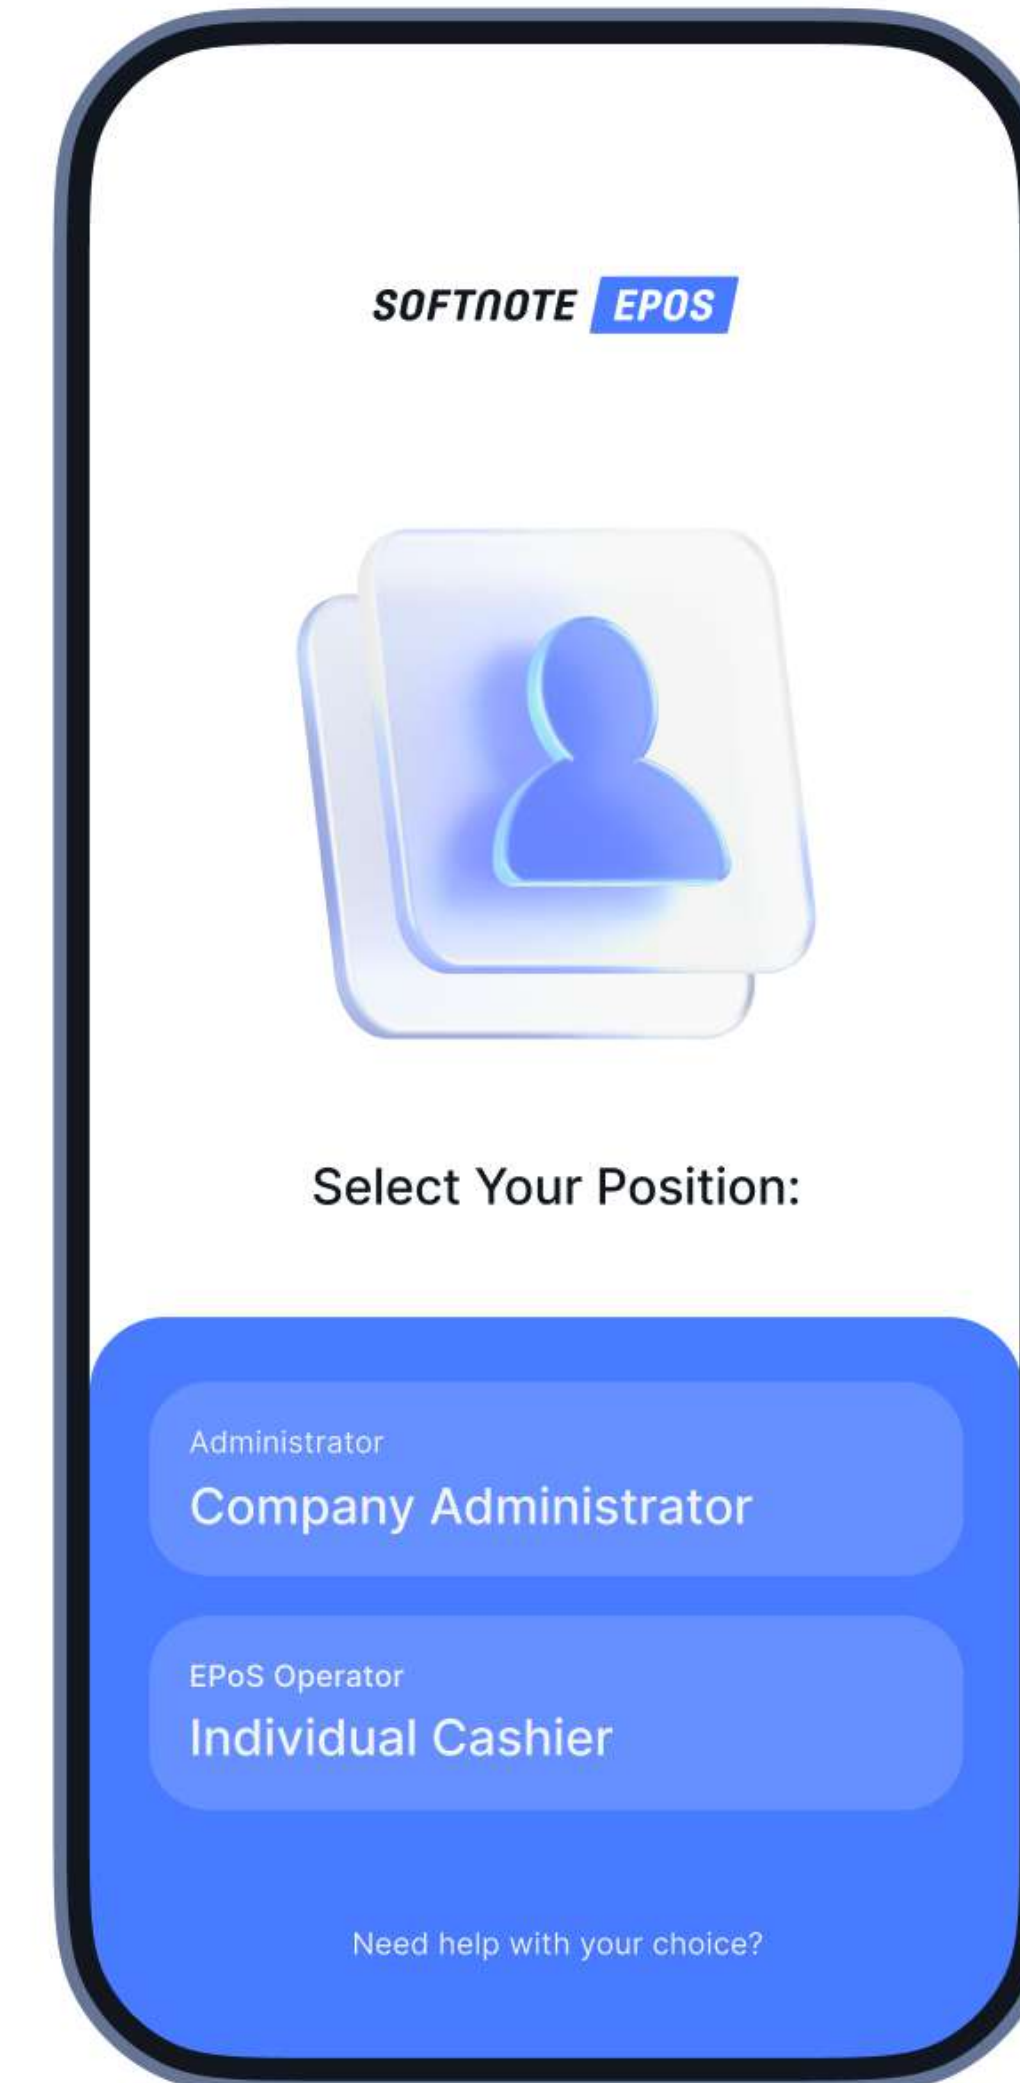 SOFTNOTE EPOS
Select Your Position:
Administrator
Company Administrator
EPoS Operator
Individual Cashier
Need help with your choice?